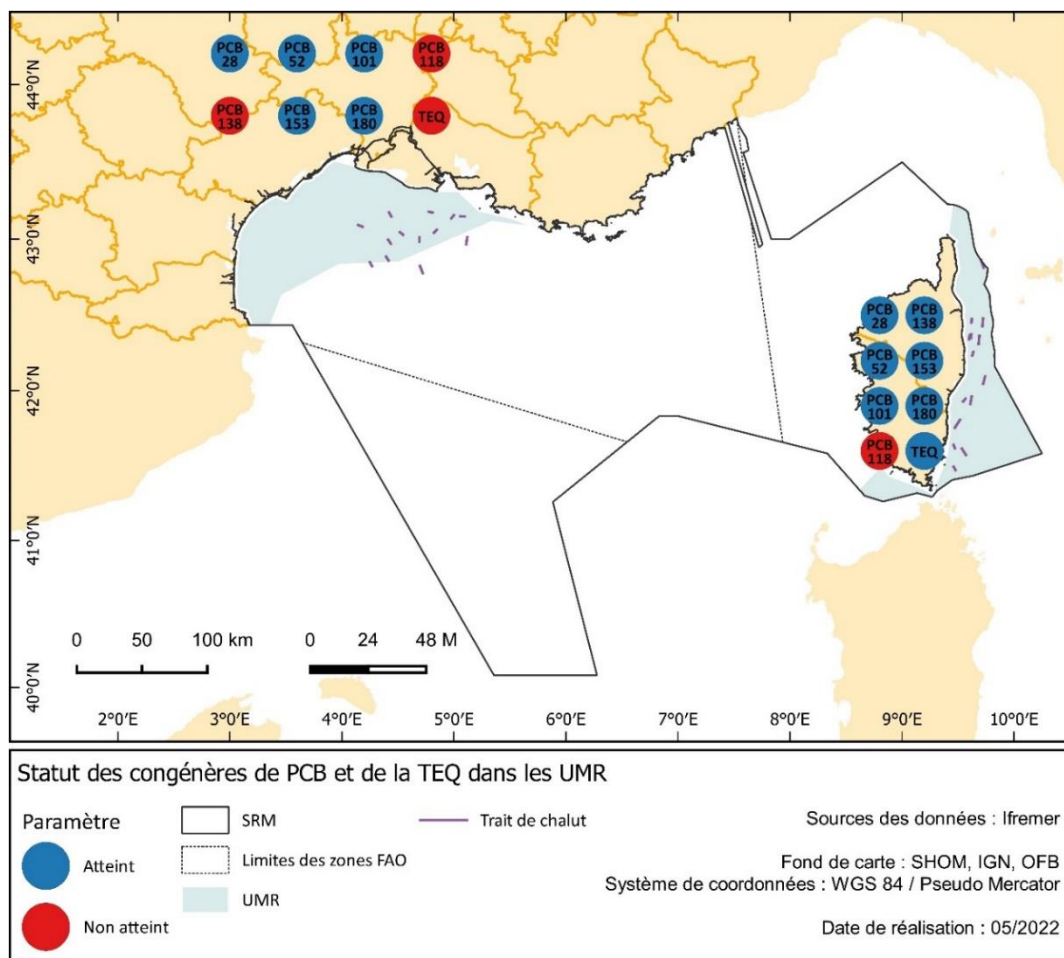 PCB 28
PCB 52
PCB 101
PCB 118
PCB 138
PCB 153
PCB 180
TEQ
44°0'N
43°0'N
42°0'N
41°0'N
40°0'N
PCB 28
PCB 138
PCB 52
PCB 153
PCB 101
PCB 180
PCB 118
TEQ
0 50 100 km
0 24 48 M
2°0'E 3°0'E 4°0'E 5°0'E 6°0'E 7°0'E 8°0'E 9°0'E 10°0'E
Statut des congénères de PCB et de la TEQ dans les UMR
Paramètre
Atteint
Non atteint
SRM
Limites des zones FAO
UMR
Trait de chalut
Sources des données : Ifremer
Fond de carte : SHOM, IGN, OFB
Système de coordonnées : WGS 84 / Pseudo Mercator
Date de réalisation : 05/2022